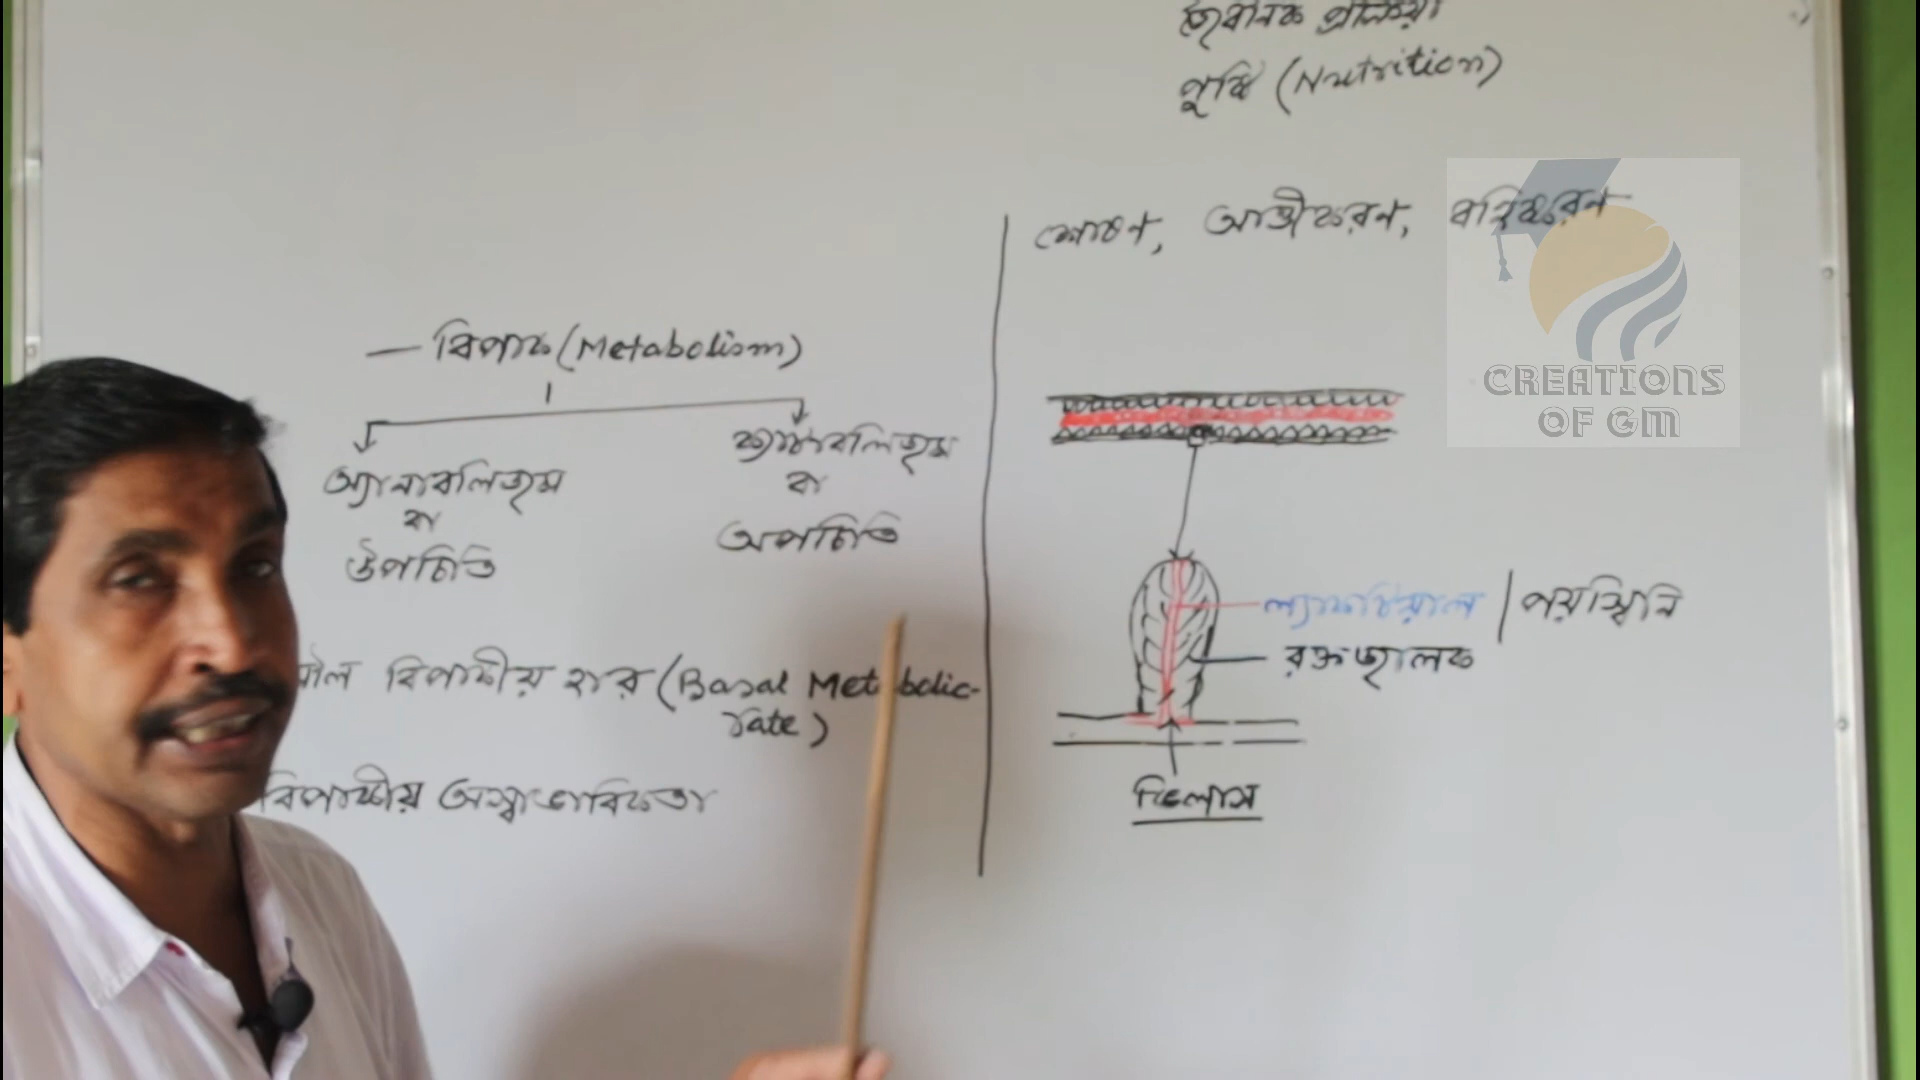 জৈবনিক প্রক্রিয়া
পুষ্টি (Nutrition)
শোষণ, আত্তীকরণ, বহিষ্করণ
— বিপাক (Metabolism)
অ্যানাবলিজম
বা
উপচিতি
ক্যাটাবলিজম
বা
অপচিতি
মৌল বিপাকীয় হার (Basal Metabolic-
rate)
বিপাকীয় অস্বাভাবিকতা
ল্যাকটিয়াল / পয়স্বিনি
রক্তজালক
ভিলাস
CREATIONS
OF GM